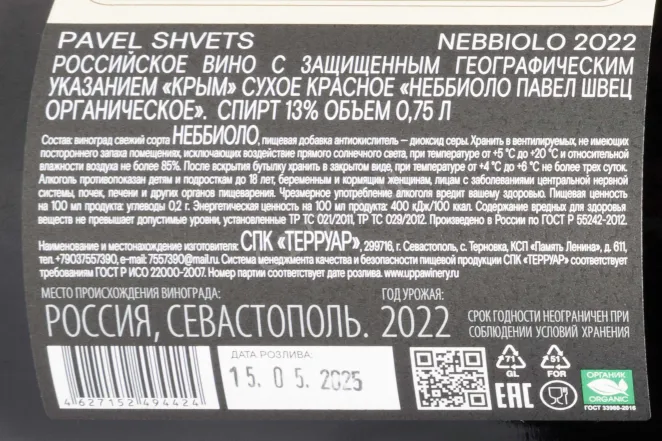 PAVEL SHVETS NEBBIOLO 2022
РОССИЙСКОЕ ВИНО С ЗАЩИЩЕННЫМ ГЕОГРАФИЧЕСКИМ
УКАЗАНИЕМ «КРЫМ» СУХОЕ КРАСНОЕ «НЕББИОЛО ПАВЕЛ ШВЕЦ
ОРГАНИЧЕСКОЕ». СПИРТ 13% ОБЪЕМ 0,75 Л
Состав: виноград свежий сорта НЕББИОЛО, пищевая добавка антиокислитель – диоксид серы. Хранить в вентилируемых, не имеющих
постороннего запаха помещениях, исключающих воздействие прямого солнечного света, при температуре от +5 °С до +20 °С и относительной
влажности воздуха не более 85%. После вскрытия бутылку хранить в закрытом виде, при температуре от +4 °С до +6 °С не более трех суток.
Алкоголь противопоказан детям и подросткам до 18 лет, беременным и кормящим женщинам, лицам с заболеваниями центральной нервной
системы, почек, печени и других органов пищеварения. Чрезмерное употребление алкоголя вредит вашему здоровью. Пищевая ценность
на 100 мл продукта: углеводы 0,2 г. Энергетическая ценность на 100 мл продукта: 400 кДж/100 ккал. Содержание вредных для здоровья
веществ не превышает допустимые уровни, установленные ТР ТС 021/2011, ТР ТС 029/2012. Произведено в России по ГОСТ Р 55242-2012.
Наименование и местонахождение изготовителя: СПК «ТЕРРУАР», 299716, г. Севастополь, с. Терновка, КСП «Память Ленина», д. 611,
тел. +79037557390, e-mail: 7557390@mail.ru. Система менеджмента качества и безопасности пищевой продукции СПК «ТЕРРУАР» соответствует
требованиям ГОСТ Р ИСО 22000-2007. Номер партии соответствует дате розлива. www.uppawinery.ru
МЕСТО ПРОИСХОЖДЕНИЯ ВИНОГРАДА: ГОД УРОЖАЯ:
РОССИЯ, СЕВАСТОПОЛЬ. 2022
СРОК ГОДНОСТИ НЕОГРАНИЧЕН ПРИ
СОБЛЮДЕНИИ УСЛОВИЙ ХРАНЕНИЯ
ДАТА РОЗЛИВА:
15. 05. 2025
4 627152 494424
71
GL
51
FOR
EAC
ОРГАНИК
ORGANIC
ГОСТ 33980-2016